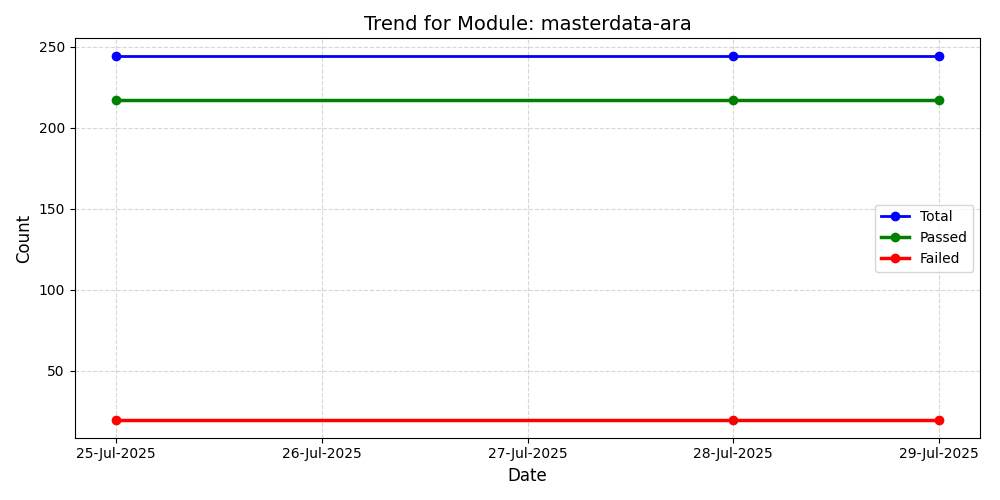 Trend for Module: masterdata-ara
250
200
150
100
50
Count
Total
Passed
Failed
25-Jul-2025 26-Jul-2025 27-Jul-2025 28-Jul-2025 29-Jul-2025
Date